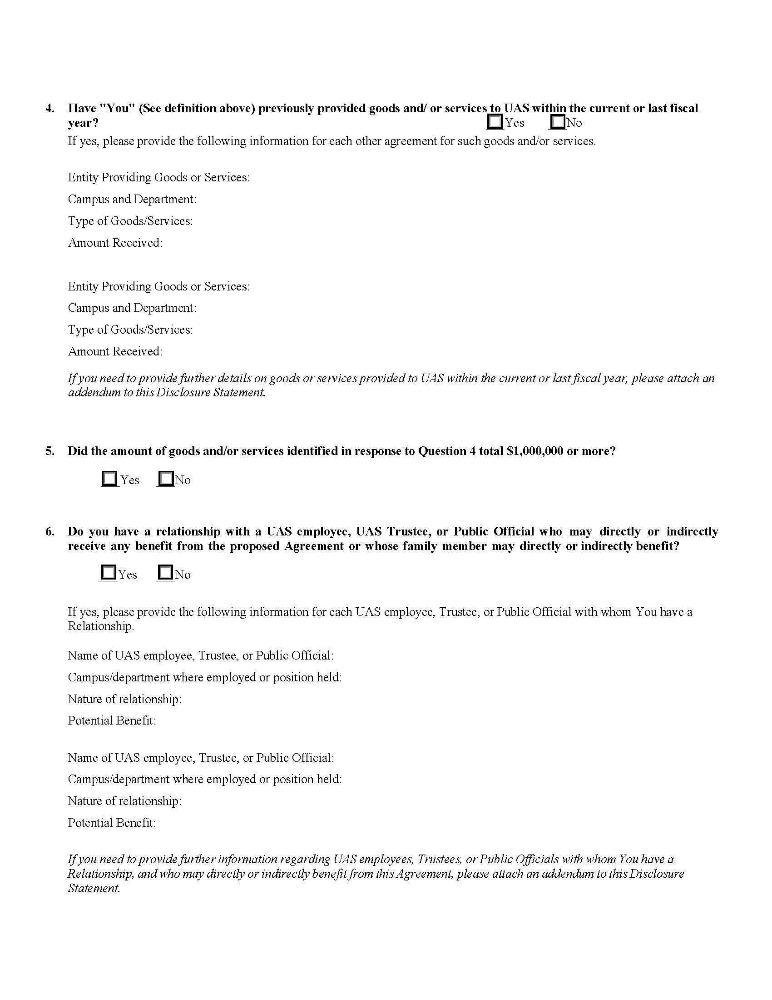 4. Have "You" (See definition above) previously provided goods and/ or services to UAS within the current or last fiscal
year? Yes No
If yes, please provide the following information for each other agreement for such goods and/or services.
Entity Providing Goods or Services:
Campus and Department:
Type of Goods/Services:
Amount Received:
Entity Providing Goods or Services:
Campus and Department:
Type of Goods/Services:
Amount Received:
If you need to provide further details on goods or services provided to UAS within the current or last fiscal year, please attach an
addendum to this Disclosure Statement.
5. Did the amount of goods and/or services identified in response to Question 4 total $1,000,000 or more?
Yes No
6. Do you have a relationship with a UAS employee, UAS Trustee, or Public Official who may directly or indirectly
receive any benefit from the proposed Agreement or whose family member may directly or indirectly benefit?
Yes No
If yes, please provide the following information for each UAS employee, Trustee, or Public Official with whom You have a
Relationship.
Name of UAS employee, Trustee, or Public Official:
Campus/department where employed or position held:
Nature of relationship:
Potential Benefit:
Name of UAS employee, Trustee, or Public Official:
Campus/department where employed or position held:
Nature of relationship:
Potential Benefit:
If you need to provide further information regarding UAS employees, Trustees, or Public Officials with whom You have a
Relationship, and who may directly or indirectly benefit from this Agreement, please attach an addendum to this Disclosure
Statement.